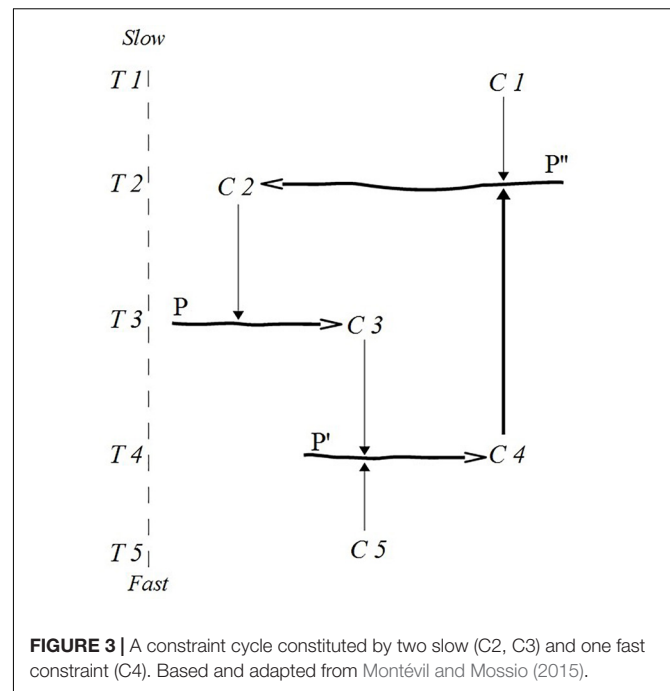 Slow
T 1
C 1
P"
T 2
C 2
P
T 3
C 3
P'
T 4
C 4
T 5
C 5
Fast
FIGURE 3 | A constraint cycle constituted by two slow (C2, C3) and one fast
constraint (C4). Based and adapted from Montévil and Mossio (2015).